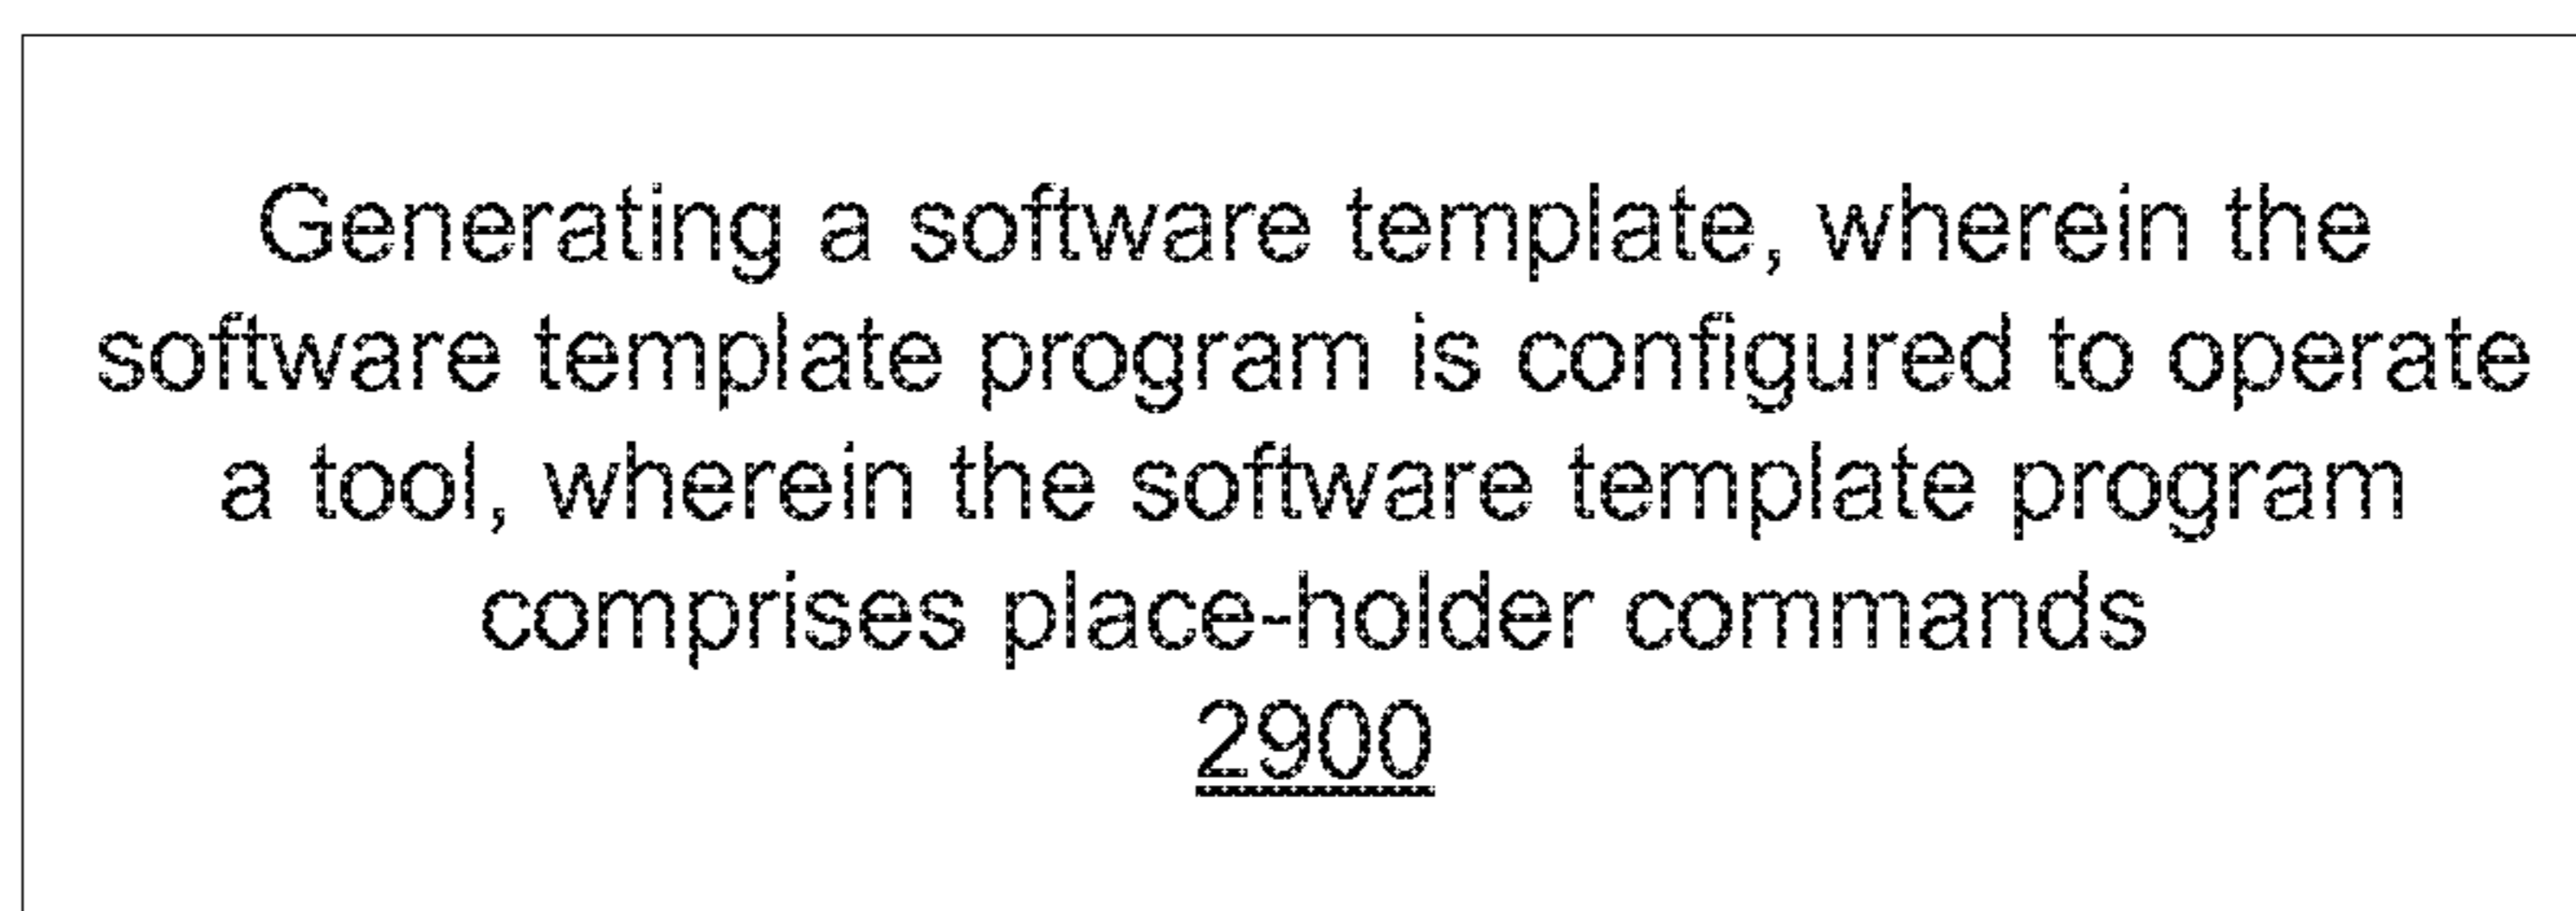 Generating a software template, wherein the
software template program is configured to operate
a tool, wherein the software template program
comprises place-holder commands
2900